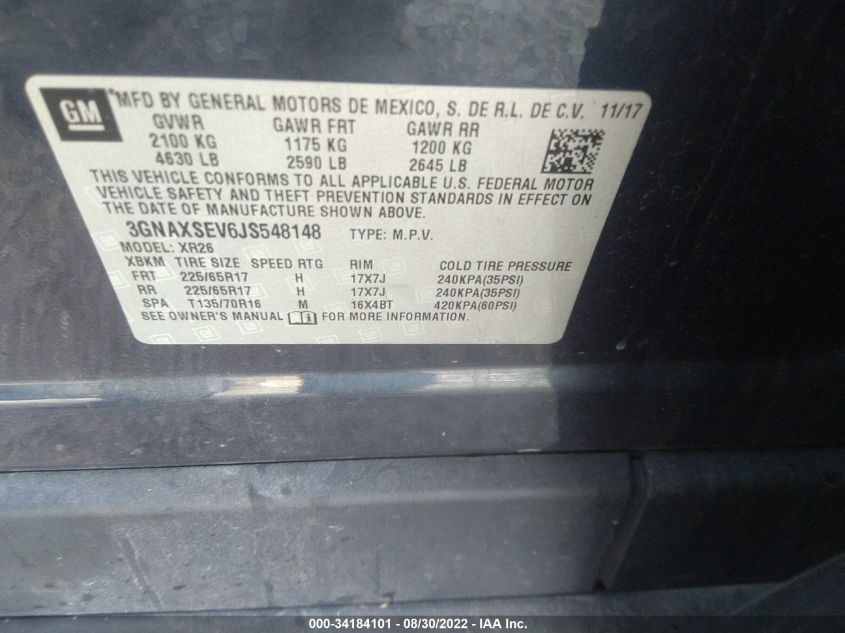 GM *MFD BY GENERAL MOTORS DE MEXICO, S. DE R.L. DE C.V. 11/17
GVWR GAWR FRT GAWR RR
2100 KG 1175 KG 1200 KG
4630 LB 2590 LB 2645 LB
THIS VEHICLE CONFORMS TO ALL APPLICABLE U.S. FEDERAL MOTOR
VEHICLE SAFETY AND THEFT PREVENTION STANDARDS IN EFFECT ON
THE DATE OF MANUFACTURE SHOWN ABOVE.
3GNAXSEV6JS548148 TYPE: M.P.V.
MODEL: XR26
XBKM TIRE SIZE SPEED RTG RIM COLD TIRE PRESSURE
FRT 225/65R17 H 17X7J 240KPA(35PSI)
RR 225/65R17 H 17X7J 240KPA(35PSI)
SPA T135/70R16 M 16X4BT 420KPA(60PSI)
SEE OWNER'S MANUAL FOR MORE INFORMATION.
000-34184101 - 08/30/2022 - IAA Inc.